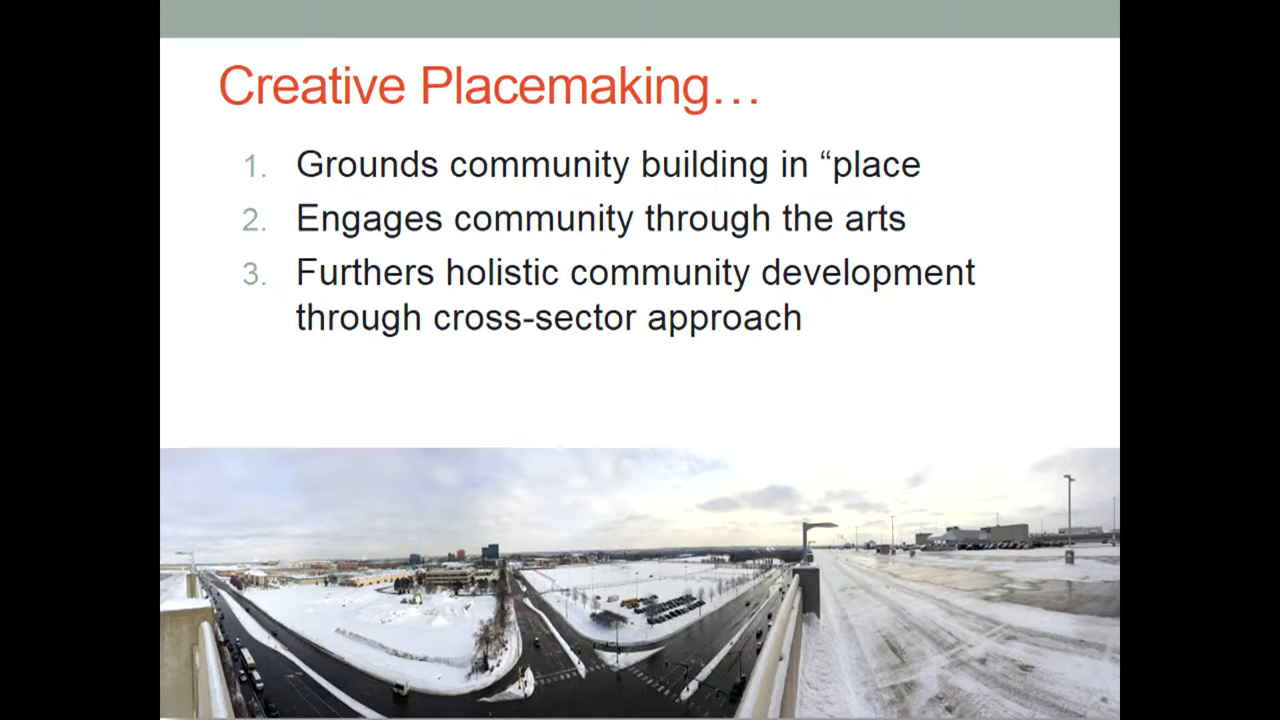 Creative Placemaking…
1. Grounds community building in “place
2. Engages community through the arts
3. Furthers holistic community development
through cross-sector approach